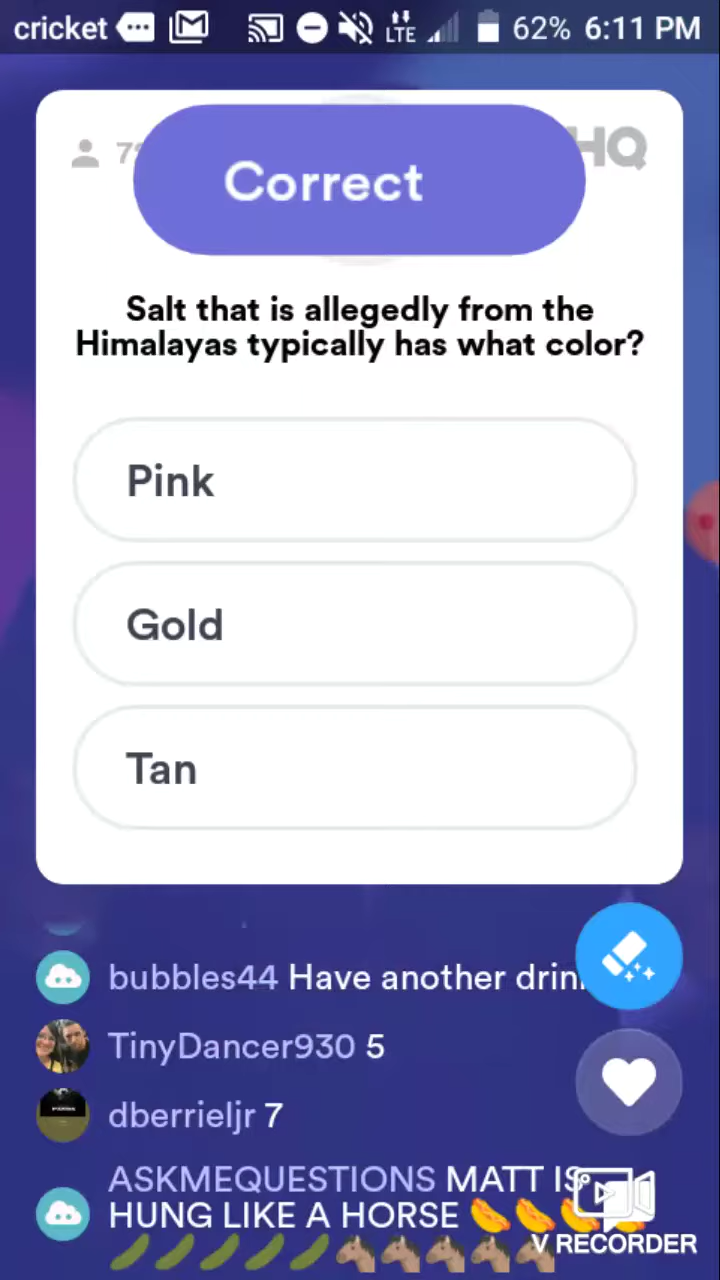 cricket LTE 62% 6:11 PM
Correct
HQ
Salt that is allegedly from the
Himalayas typically has what color?
Pink
Gold
Tan
bubbles44 Have another
TinyDancer930 5
dberrieljr 7
ASKMEQUESTIONS MATT IS
HUNG LIKE A HORSE
V RECORDER